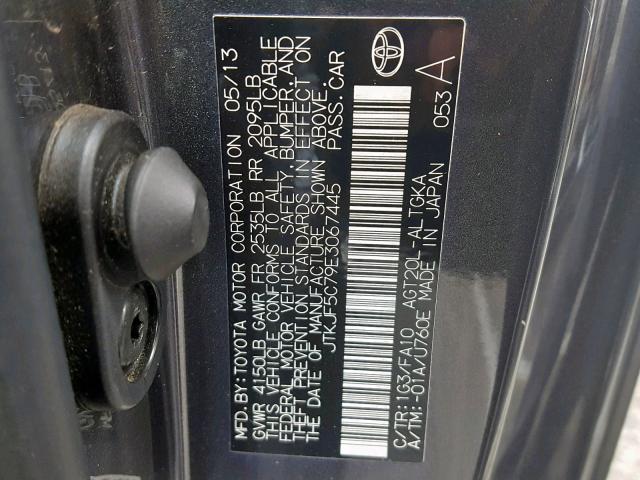 MFD.BY:TOYOTA MOTOR CORPORATION 05/13
GVWR 4150LB GAWR FR 2535LB RR 2095LB
THIS VEHICLE CONFORMS TO ALL APPLICABLE
FEDERAL MOTOR VEHICLE SAFETY, BUMPER, AND
THEFT PREVENTION STANDARDS IN EFFECT ON
THE DATE OF MANUFACTURE SHOWN ABOVE.
JTKJF5C79E3067445 PASS.CAR
C/TR:1G3/FA10 AGT20L-ALTGKA
A/TM:-01A/U760E MADE IN JAPAN
053A